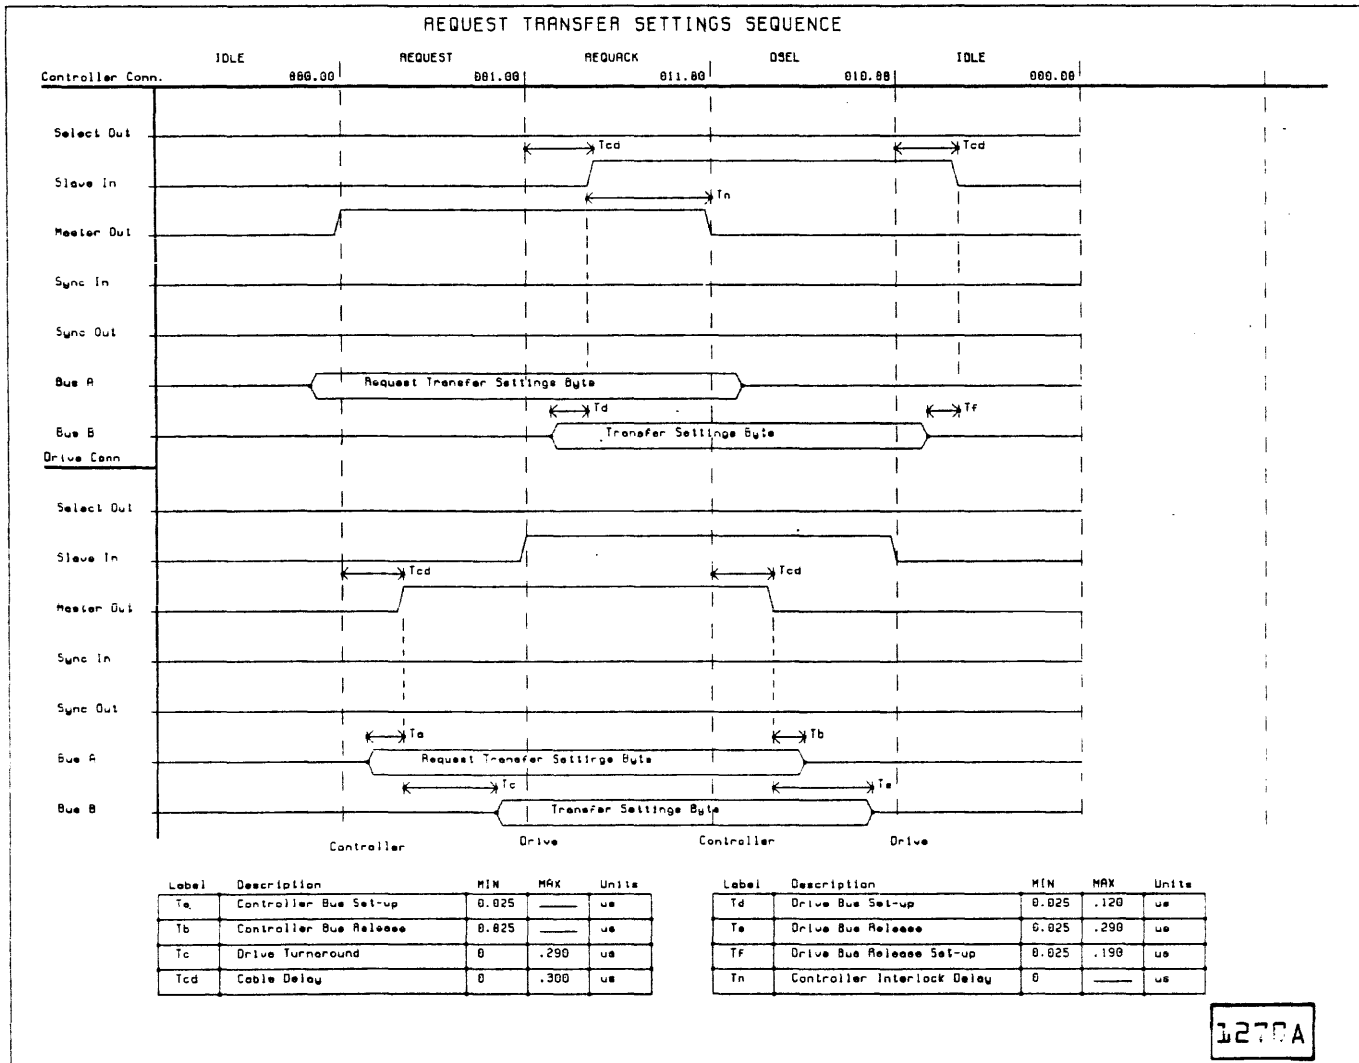 REQUEST TRANSFER SETTINGS SEQUENCE
IDLE REQUEST REQUACK DSEL IDLE
Controller Conn. 000.00 001.00 011.00 010.00 000.00
Select Out
Tcd Tcd
Slave In
Tn
Master Out
Sync In
Sync Out
Bus A Request Transfer Settings Byte
Td Tf
Bus B Transfer Settings Byte
Drive Conn
Select Out
Slave In
Tcd Tcd
Master Out
Sync In
Sync Out
Ta Tb
Bus A Request Transfer Settings Byte
Tc Te
Bus B Transfer Settings Byte
Controller Drive Controller Drive
Label Description MIN MAX Units
Ta Controller Bus Set-up 0.025 —— us
Tb Controller Bus Release 0.025 —— us
Tc Drive Turnaround 0 .290 us
Tcd Cable Delay 0 .300 us
Label Description MIN MAX Units
Td Drive Bus Set-up 0.025 .120 us
Te Drive Bus Release 0.025 .290 us
Tf Drive Bus Release Set-up 0.025 .190 us
Tn Controller Interlock Delay 0 —— us